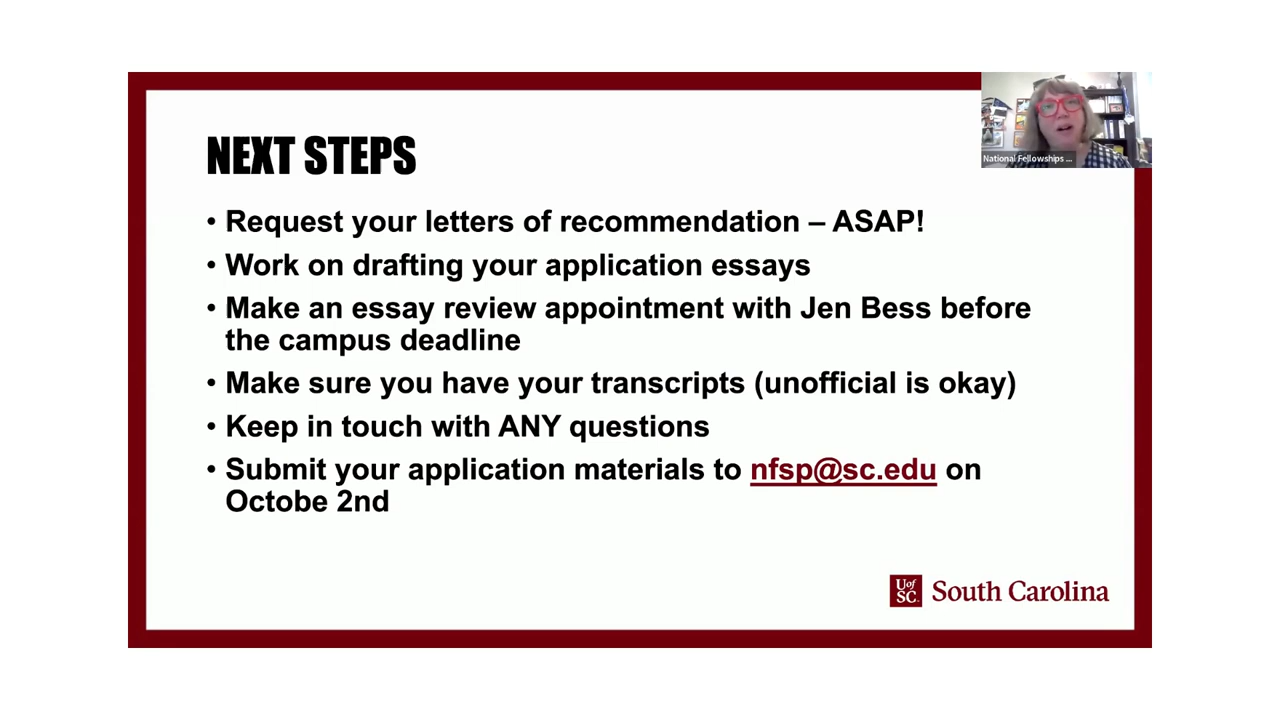 NEXT STEPS
National Fellowships ...
• Request your letters of recommendation – ASAP!
• Work on drafting your application essays
• Make an essay review appointment with Jen Bess before
the campus deadline
• Make sure you have your transcripts (unofficial is okay)
• Keep in touch with ANY questions
• Submit your application materials to nfsp@sc.edu on
Octobe 2nd
Uof
SC.
South Carolina